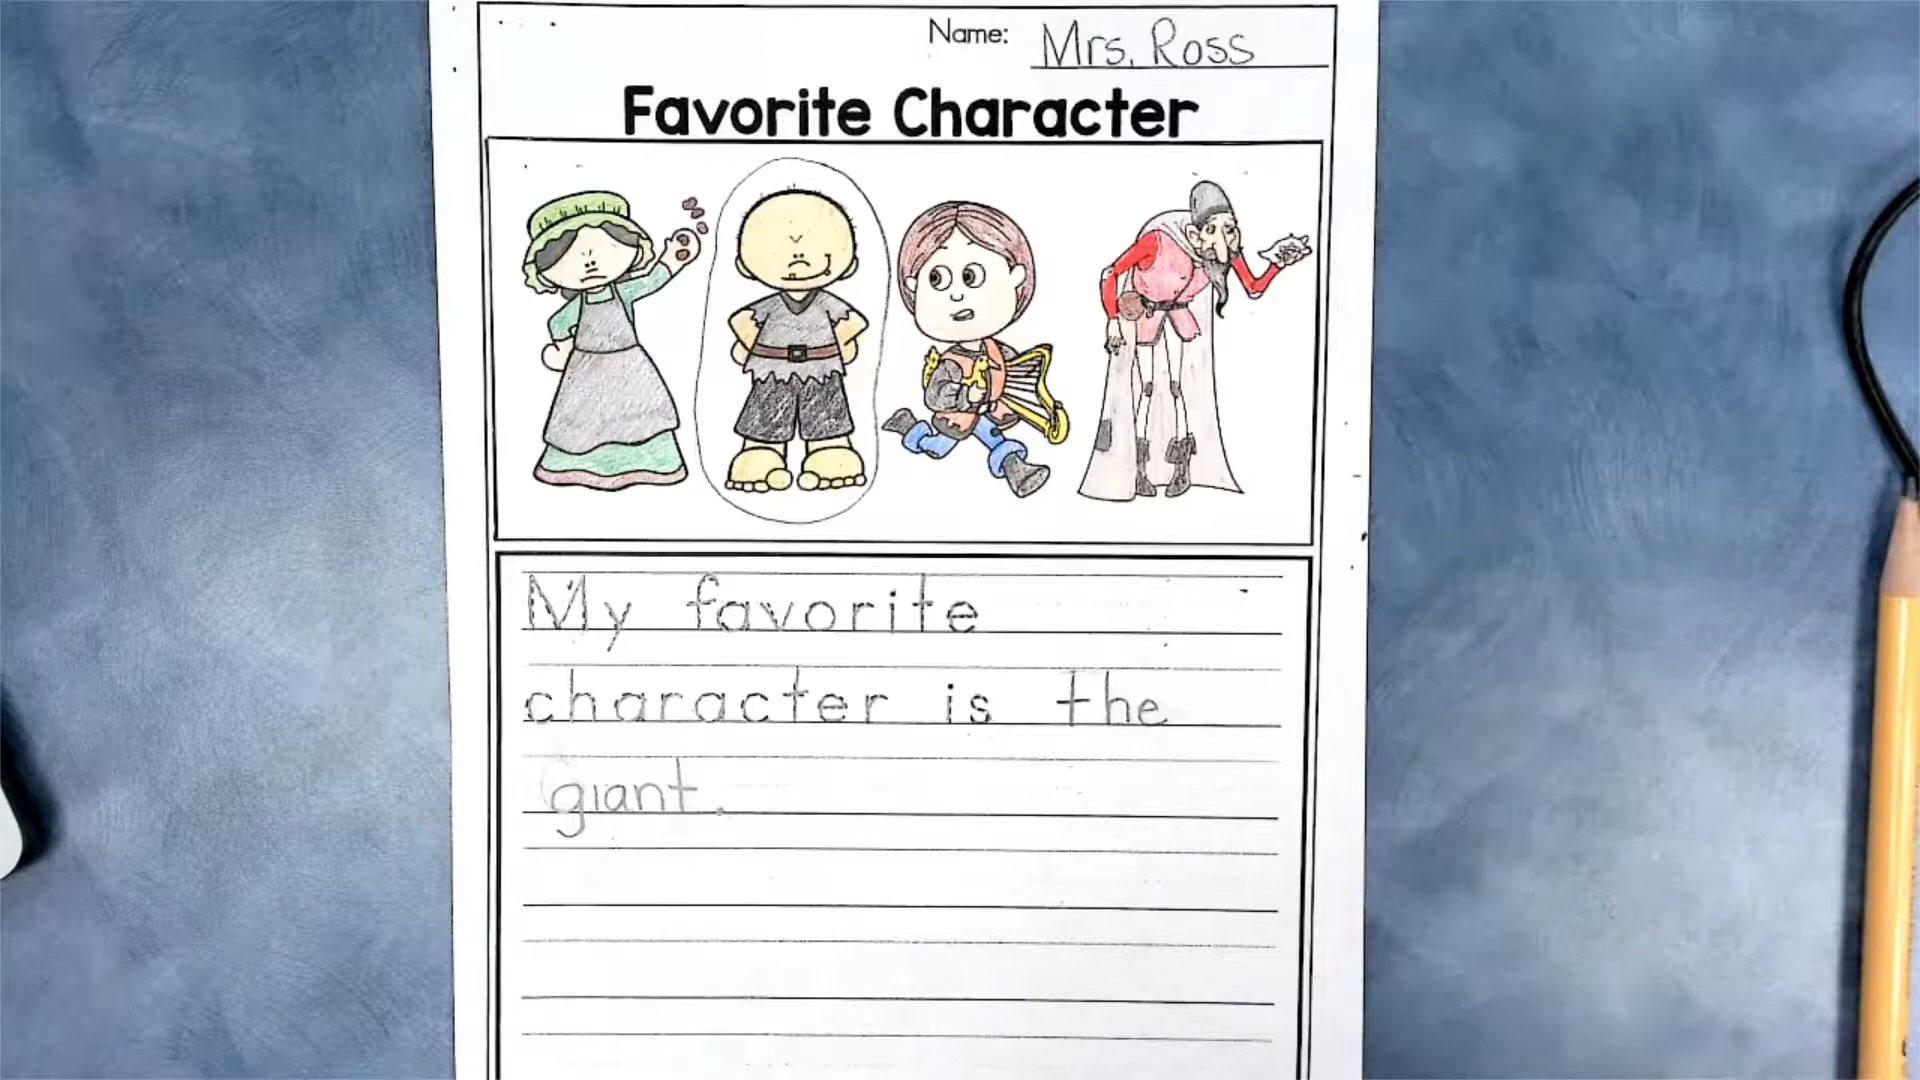 Name: Mrs. Ross
Favorite Character
My favorite
character is the
giant.